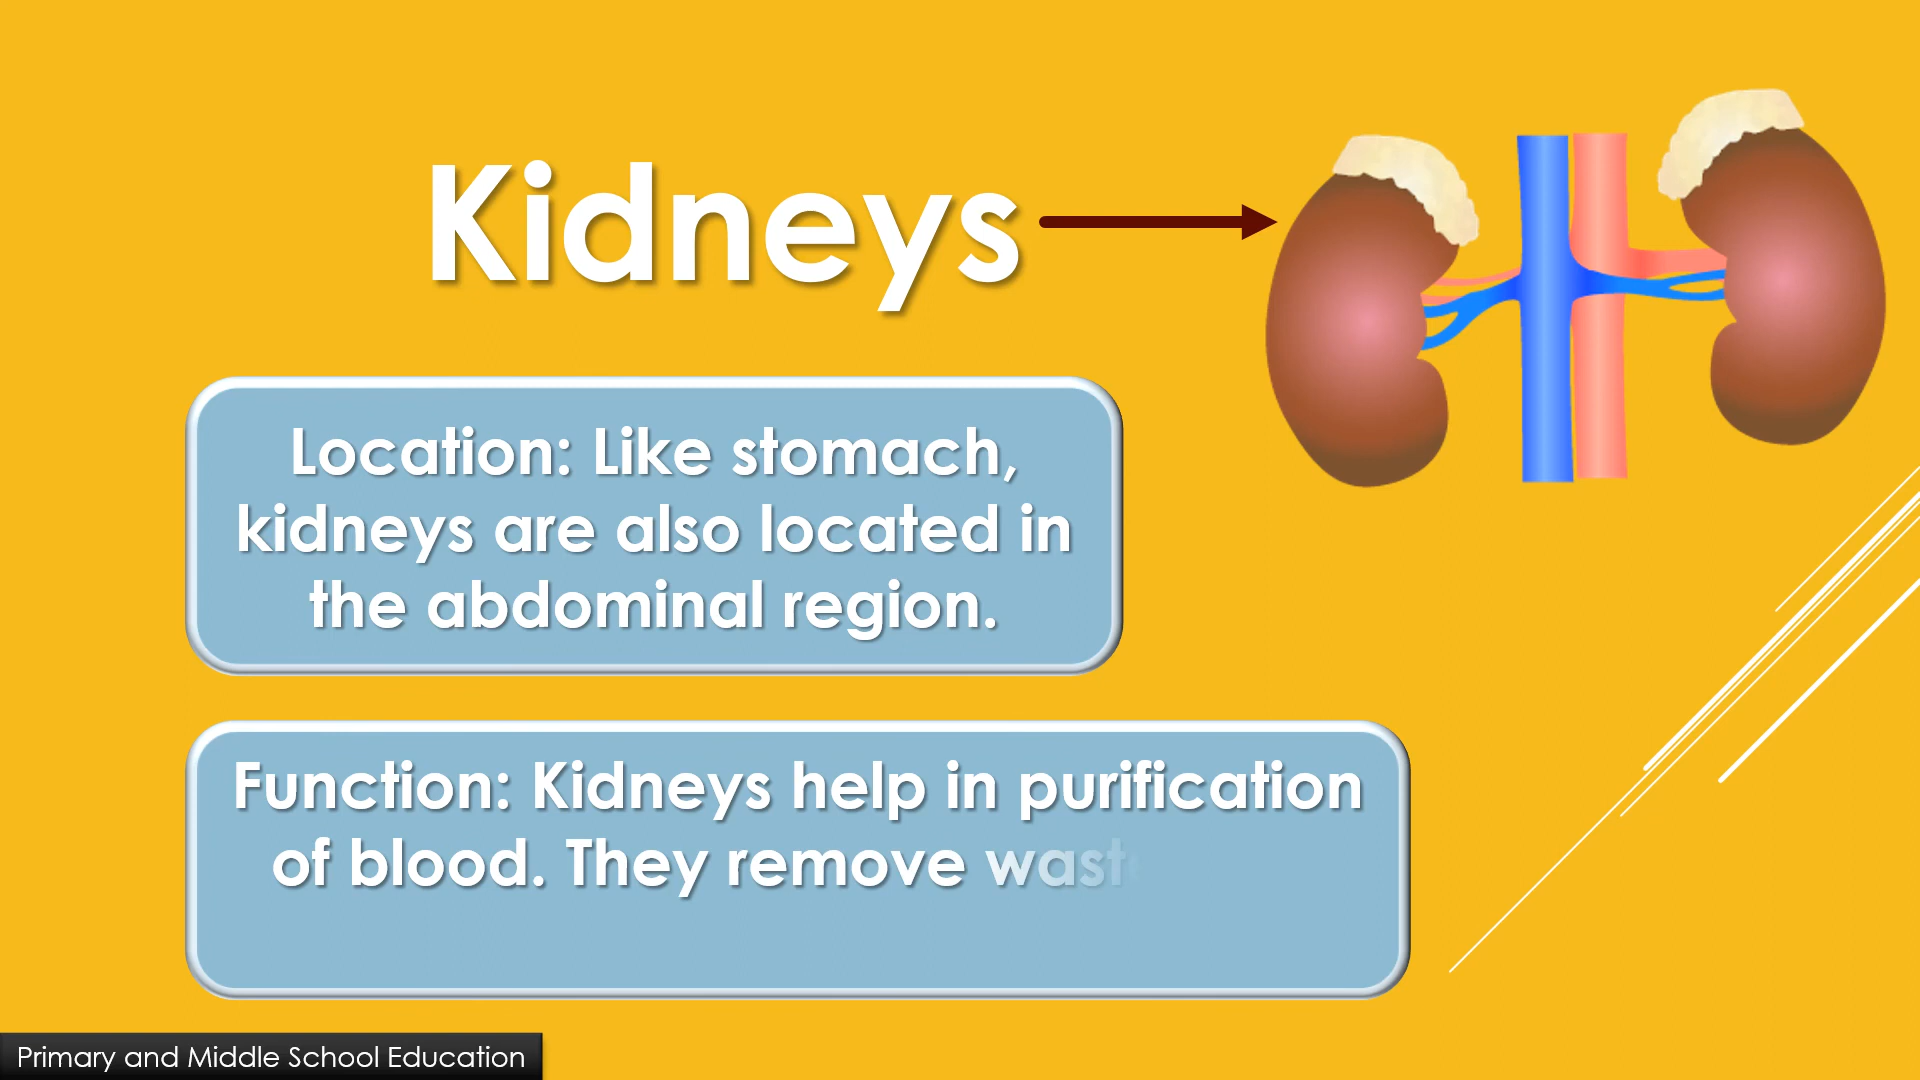 Kidneys
Location: Like stomach,
kidneys are also located in
the abdominal region.
Function: Kidneys help in purification
of blood. They remove
Primary and Middle School Education